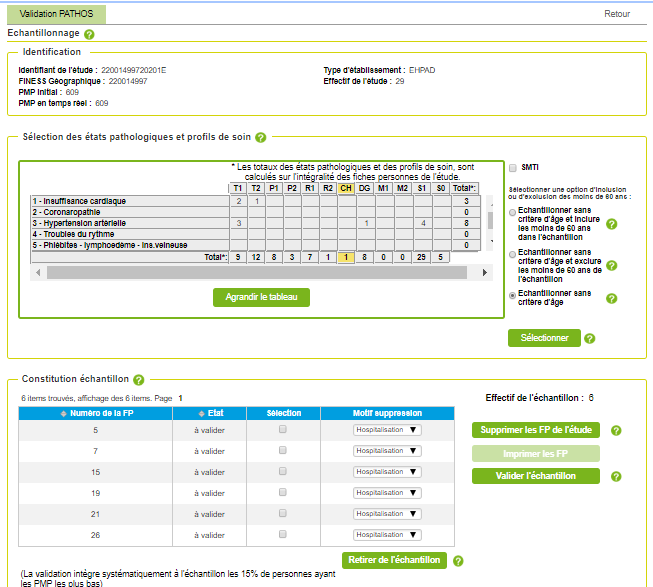 Validation PATHOS
Retour
Echantillonnage ?
Identification
Identifiant de l'étude : 22001499720201E
Type d'établissement : EHPAD
FINESS Géographique : 220014997
Effectif de l'étude : 29
PMP initial : 609
PMP en temps réel : 609
Sélection des états pathologiques et profils de soin ?
* Les totaux des états pathologiques et des profils de soin, sont
calculés sur l'intégralité des fiches personnes de l'étude.
T1 T2 P1 P2 R1 R2 CH DG M1 M2 S1 S0 Total*:
1 - Insuffisance cardiaque 2 1 3
2 - Coronaropathie 0
3 - Hypertension artérielle 3 1 4 8
4 - Troubles du rythme 0
5 - Phlébites - lymphoedème - Ins.veineuse 0
Total*: 9 12 8 3 7 1 1 8 0 0 29 5
Agrandir le tableau
SMTI
Sélectionner une option d'inclusion
ou d'exclusion des moins de 60 ans :
Echantillonner sans
critère d'âge et inclure
les moins de 60 ans
dans l'échantillon
?
Echantillonner sans
critère d'âge et exclure
les moins de 60 ans de
l'échantillon
?
Echantillonner sans
critère d'âge
?
Sélectionner ?
Constitution échantillon ?
6 items trouvés, affichage des 6 items. Page 1
Effectif de l'échantillon : 6
Numéro de la FP Etat Sélection Motif suppression
5 à valider Hospitalisation
7 à valider Hospitalisation
15 à valider Hospitalisation
19 à valider Hospitalisation
21 à valider Hospitalisation
26 à valider Hospitalisation
Supprimer les FP de l'étude ?
Imprimer les FP
Valider l'échantillon ?
Retirer de l'échantillon ?
(La validation intègre systématiquement à l'échantillon les 15% de personnes ayant
les PMP les plus bas)